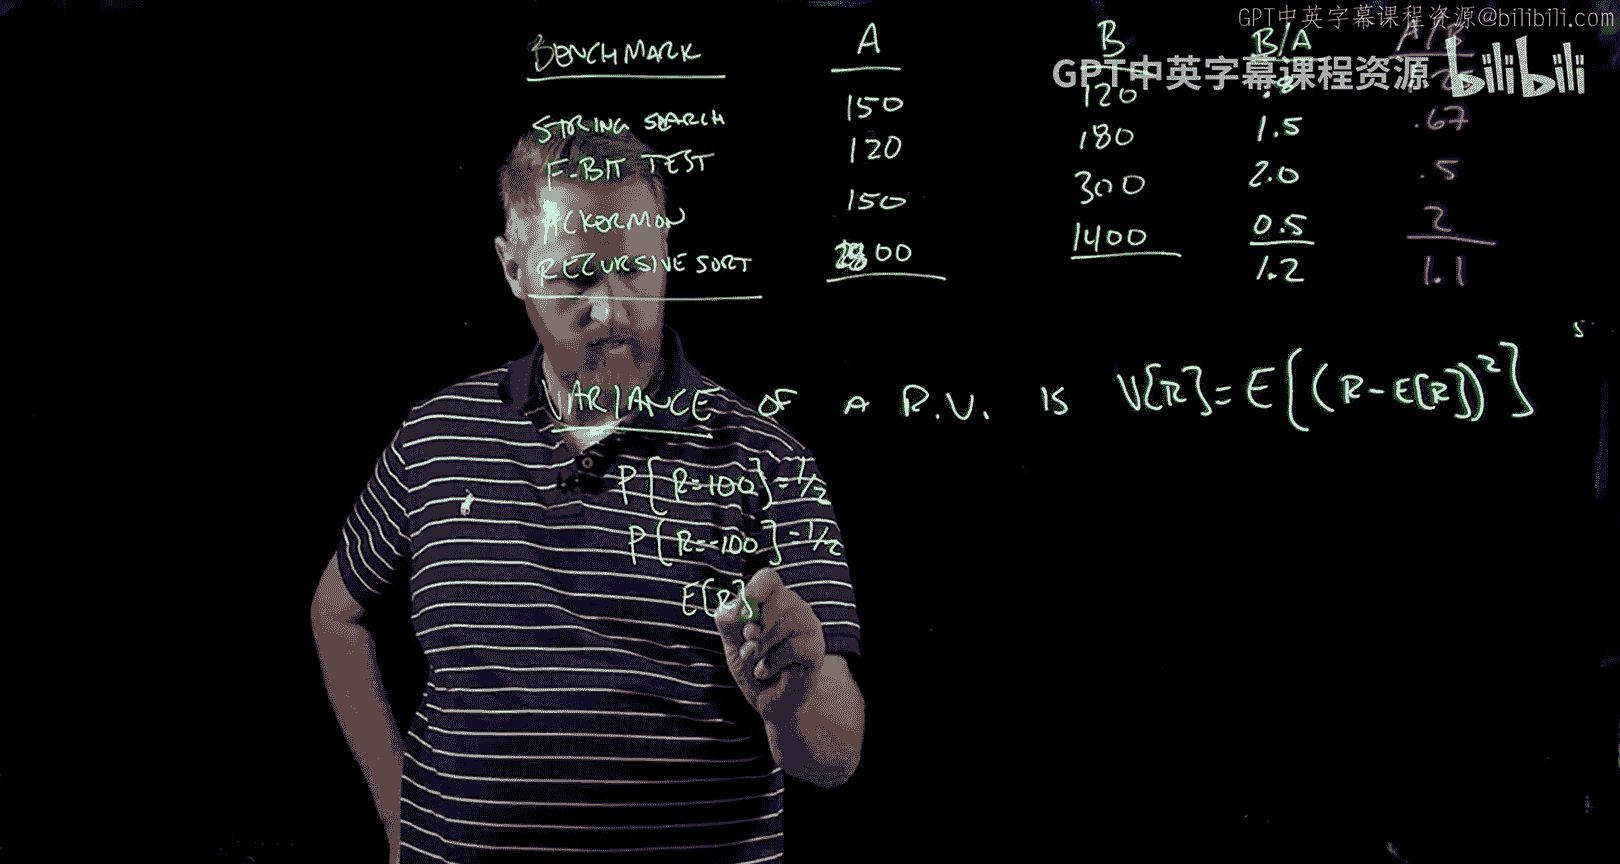 GPT中英字幕课程资源@bilibili.com
GPT中英字幕课程资源 bilibili
BENCHMARK A B B/A A/B
STRING SEARCH 150 120 .8
F-BIT TEST 120 180 1.5 .67
ACKERMON 150 300 2.0 .5
RECURSIVE SORT 2800 1400 0.5 2
1.2 1.1
VARIANCE OF A R.V. IS V[R]=E[(R-E[R])²]
P[R=100]=1/2
P[R=-100]=1/2
E[R]